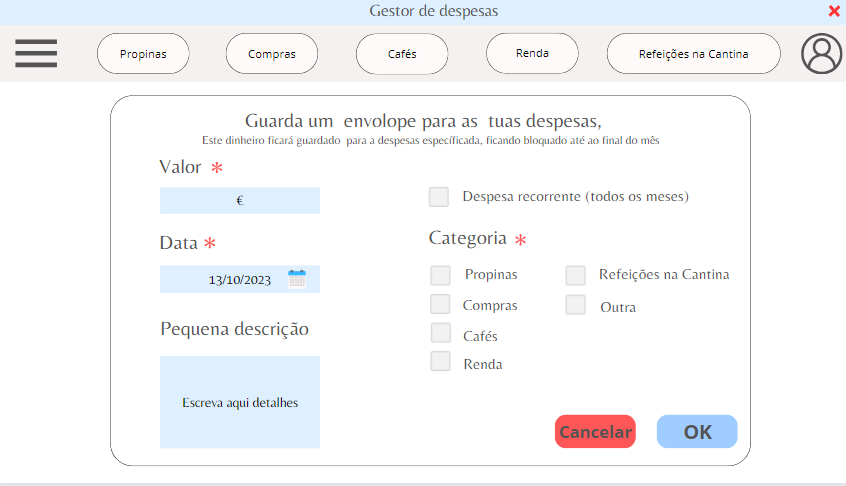 Gestor de despesas
Propinas
Compras
Cafés
Renda
Refeições na Cantina
Guarda um envolope para as tuas despesas,
Este dinheiro ficará guardado para a despesas específicada, ficando bloquado até ao final do mês
Valor *
€
Despesa recorrente (todos os meses)
Data *
13/10/2023
Categoria *
Propinas
Refeições na Cantina
Compras
Outra
Cafés
Renda
Pequena descrição
Escreva aqui detalhes
Cancelar
OK